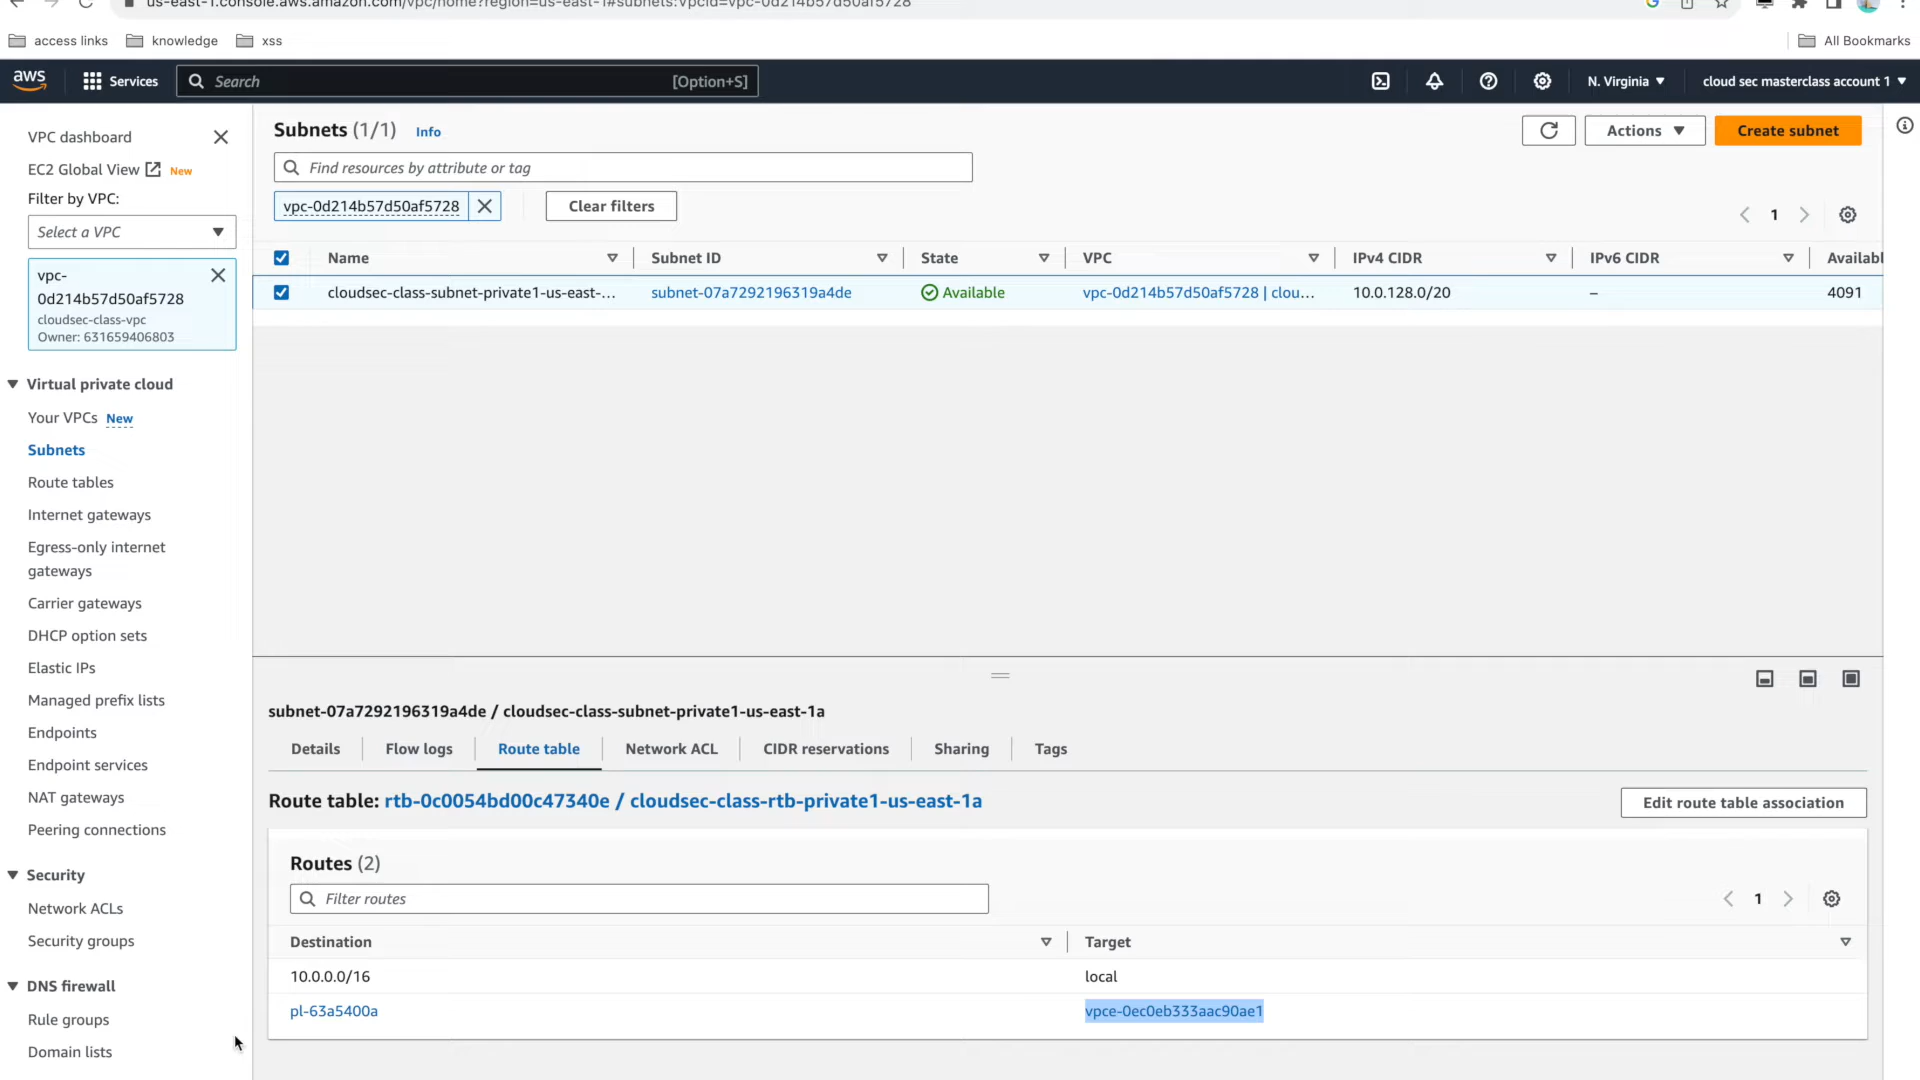 us-east-1.console.aws.amazon.com/vpc/home?region=us-east-1#subnets:vpcId=vpc-0d214b57d50af5728
access links
knowledge
xss
All Bookmarks
aws
Services
Search
[Option+S]
N. Virginia
cloud sec masterclass account 1
VPC dashboard
EC2 Global View New
Filter by VPC:
Select a VPC
vpc-
0d214b57d50af5728
cloudsec-class-vpc
Owner: 631659406803
Virtual private cloud
Your VPCs New
Subnets
Route tables
Internet gateways
Egress-only internet
gateways
Carrier gateways
DHCP option sets
Elastic IPs
Managed prefix lists
Endpoints
Endpoint services
NAT gateways
Peering connections
Security
Network ACLs
Security groups
DNS firewall
Rule groups
Domain lists
Subnets (1/1) Info
Actions
Create subnet
Find resources by attribute or tag
vpc-0d214b57d50af5728
Clear filters
1
Name Subnet ID State VPC IPv4 CIDR IPv6 CIDR Availabl
cloudsec-class-subnet-private1-us-east-... subnet-07a7292196319a4de Available vpc-0d214b57d50af5728 | clou... 10.0.128.0/20 – 4091
subnet-07a7292196319a4de / cloudsec-class-subnet-private1-us-east-1a
Details Flow logs Route table Network ACL CIDR reservations Sharing Tags
Route table: rtb-0c0054bd00c47340e / cloudsec-class-rtb-private1-us-east-1a
Edit route table association
Routes (2)
Filter routes
1
Destination Target
10.0.0.0/16 local
pl-63a5400a vpce-0ec0eb333aac90ae1